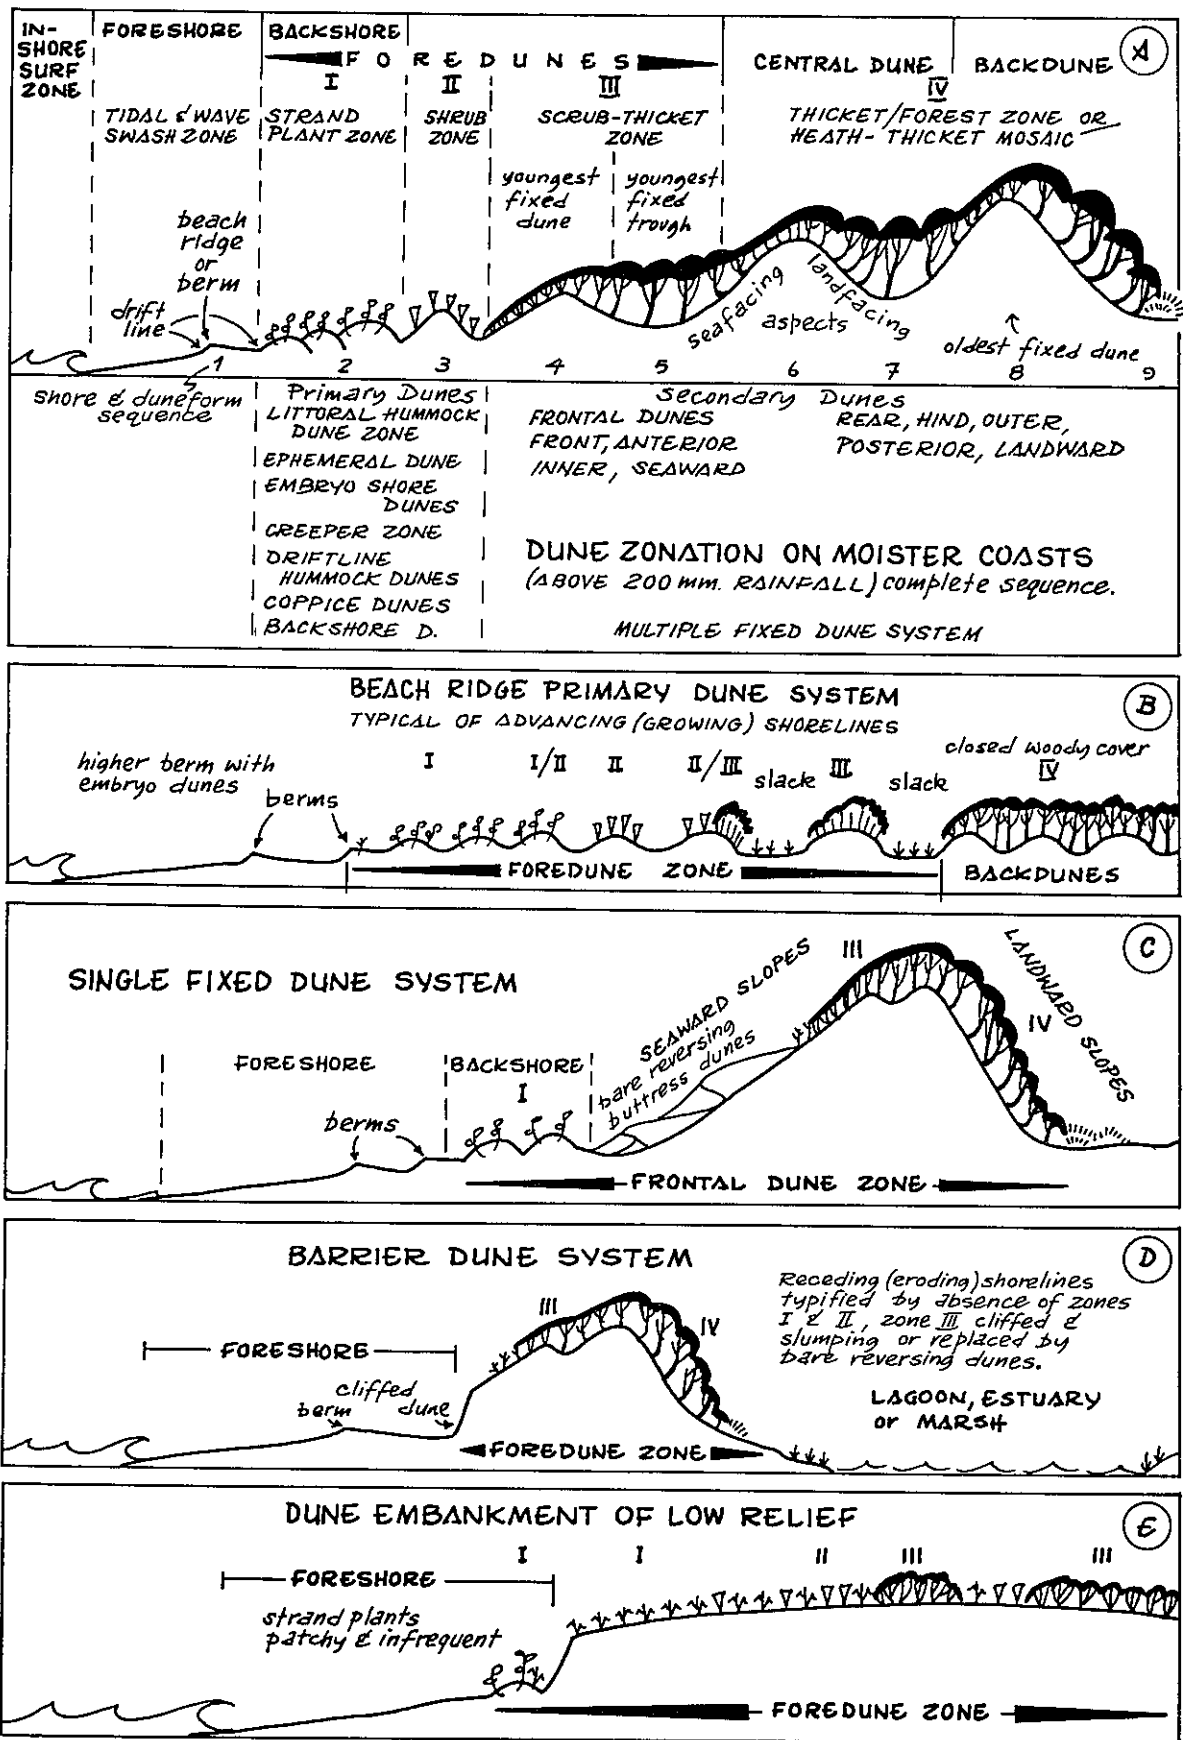 IN-
SHORE
SURF
ZONE
FORESHORE
BACKSHORE
FOREDUNES
CENTRAL DUNE
BACKDUNE
A
I
II
III
IV
TIDAL & WAVE
SWASH ZONE
STRAND
PLANT ZONE
SHRUB
ZONE
SCRUB-THICKET
ZONE
THICKET/FOREST ZONE OR
HEATH-THICKET MOSAIC
youngest
fixed
dune
youngest
fixed
trough
beach
ridge
or
berm
drift
line
seafacing
landfacing
aspects
oldest fixed dune
1 2 3 4 5 6 7 8 9
shore & duneform
sequence
Primary Dunes
LITTORAL HUMMOCK
DUNE ZONE
EPHEMERAL DUNE
EMBRYO SHORE
DUNES
CREEPER ZONE
DRIFTLINE
HUMMOCK DUNES
COPPICE DUNES
BACKSHORE D.
Secondary Dunes
FRONTAL DUNES
FRONT, ANTERIOR
INNER, SEAWARD
REAR, HIND, OUTER,
POSTERIOR, LANDWARD
DUNE ZONATION ON MOISTER COASTS
(ABOVE 200 mm. RAINFALL) complete sequence.
MULTIPLE FIXED DUNE SYSTEM
BEACH RIDGE PRIMARY DUNE SYSTEM
B
TYPICAL OF ADVANCING (GROWING) SHORELINES
higher berm with
embryo dunes
berms
I
I/II
II
II/III
slack
III
slack
closed woody cover
IV
FOREDUNE ZONE
BACKDUNES
C
SINGLE FIXED DUNE SYSTEM
FORESHORE
BACKSHORE
I
berms
SEAWARD SLOPES
bare reversing
buttress dunes
III
IV
LANDWARD SLOPES
FRONTAL DUNE ZONE
BARRIER DUNE SYSTEM
D
Receding (eroding) shorelines
typified by absence of zones
I & II, zone III cliffed &
slumping or replaced by
bare reversing dunes.
LAGOON, ESTUARY
or MARSH
III
IV
FORESHORE
cliffed
dune
berm
FOREDUNE ZONE
DUNE EMBANKMENT OF LOW RELIEF
E
I
I
II
III
III
FORESHORE
strand plants
patchy & infrequent
FOREDUNE ZONE